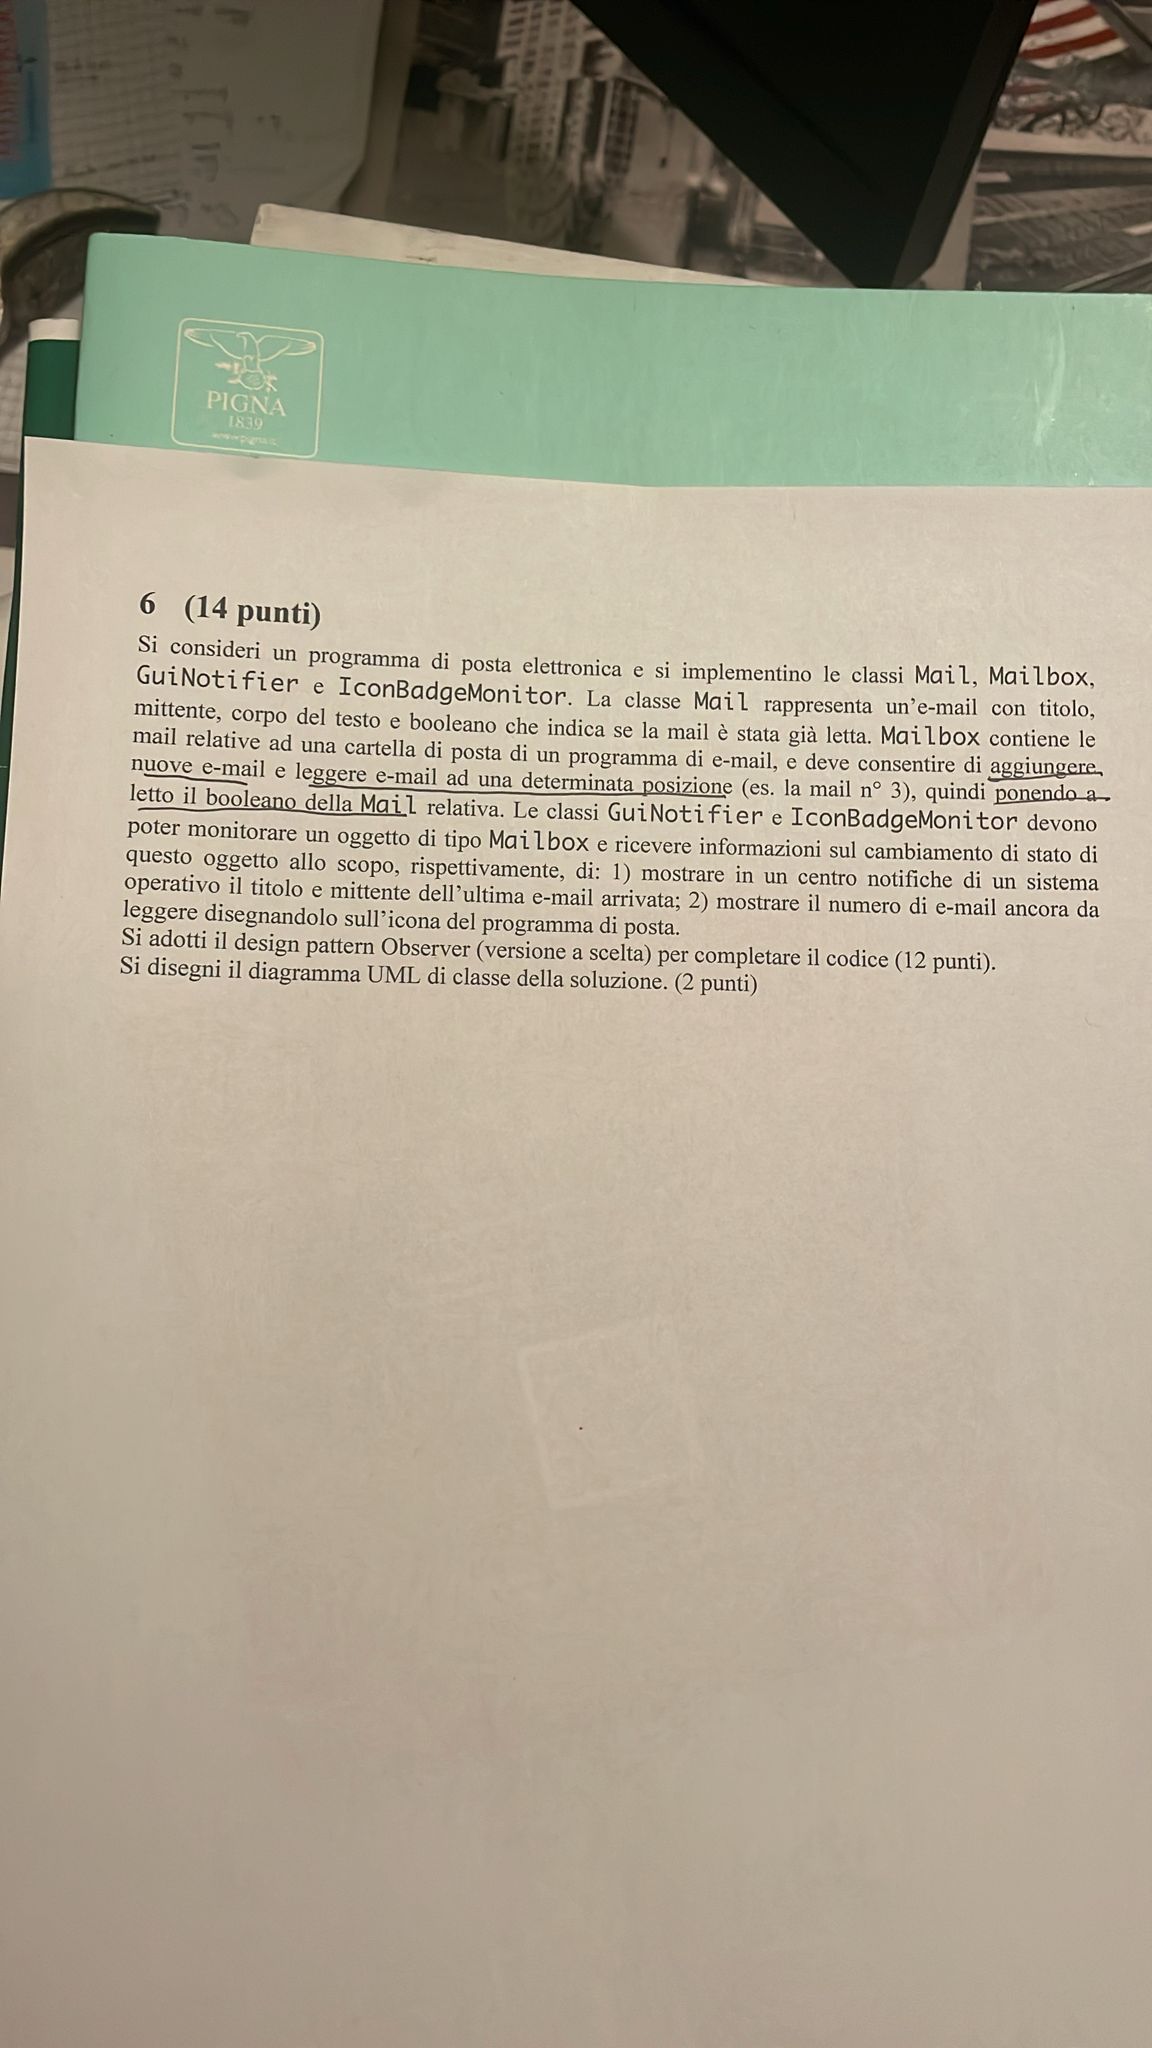 PIGNA
1839
www.pigna.it
6 (14 punti)
Si consideri un programma di posta elettronica e si implementino le classi Mail, Mailbox,
GuiNotifier e IconBadgeMonitor. La classe Mail rappresenta un'e-mail con titolo,
mittente, corpo del testo e booleano che indica se la mail è stata già letta. Mailbox contiene le
mail relative ad una cartella di posta di un programma di e-mail, e deve consentire di aggiungere
nuove e-mail e leggere e-mail ad una determinata posizione (es. la mail n° 3), quindi ponendo a
letto il booleano della Mail relativa. Le classi GuiNotifier e IconBadgeMonitor devono
poter monitorare un oggetto di tipo Mailbox e ricevere informazioni sul cambiamento di stato di
questo oggetto allo scopo, rispettivamente, di: 1) mostrare in un centro notifiche di un sistema
operativo il titolo e mittente dell'ultima e-mail arrivata; 2) mostrare il numero di e-mail ancora da
leggere disegnandolo sull'icona del programma di posta.
Si adotti il design pattern Observer (versione a scelta) per completare il codice (12 punti).
Si disegni il diagramma UML di classe della soluzione. (2 punti)